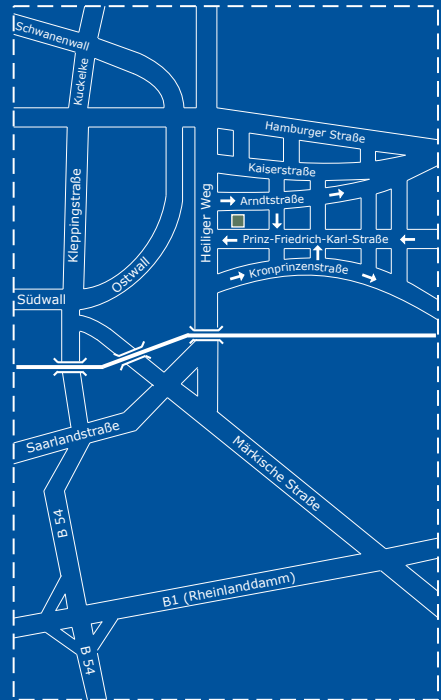 Schwanenwall
Kuckelke
Hamburger Straße
Kaiserstraße
Arndtstraße
Kleppingstraße
Heiliger Weg
Prinz-Friedrich-Karl-Straße
Ostwall
Kronprinzenstraße
Südwall
Saarlandstraße
Märkische Straße
B 54
B1 (Rheinlanddamm)
B 54